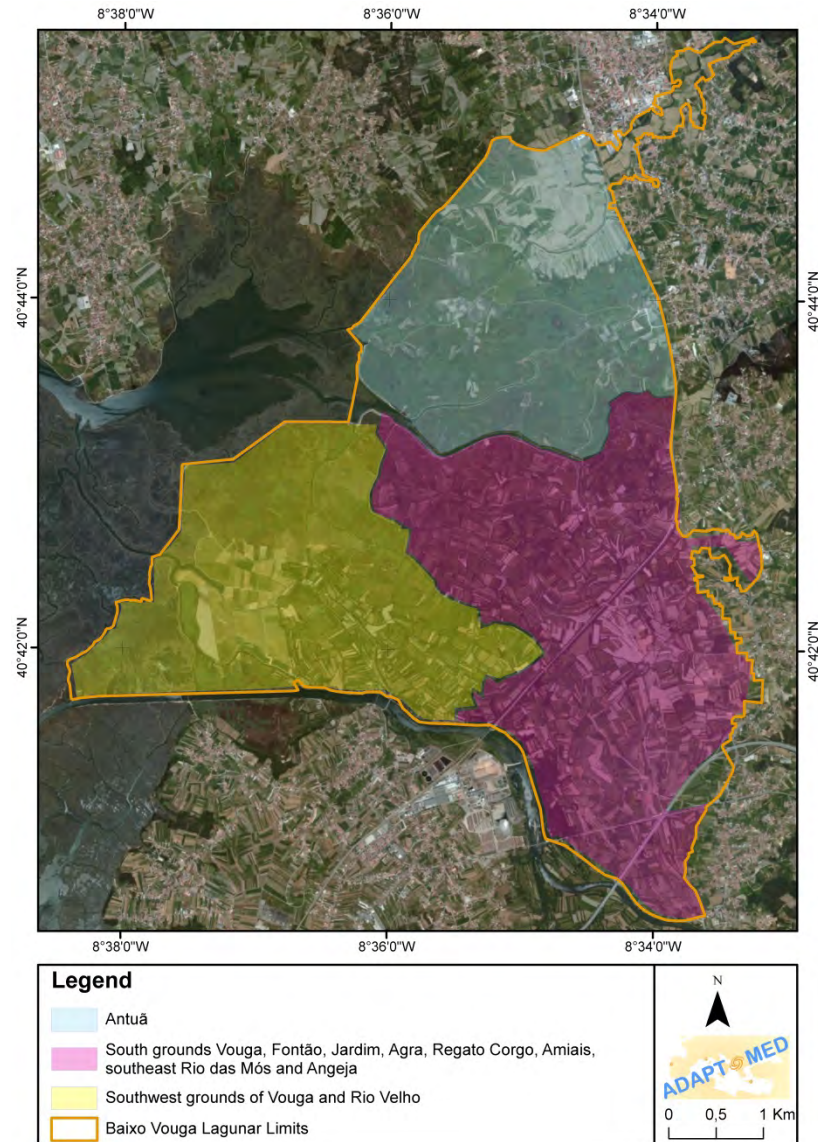 8°38'0"W 8°36'0"W 8°34'0"W
40°44'0"N 40°44'0"N
40°42'0"N 40°42'0"N
8°38'0"W 8°36'0"W 8°34'0"W
Legend
Antuã
South grounds Vouga, Fontão, Jardim, Agra, Regato Corgo, Amiais,
southeast Rio das Mós and Angeja
Southwest grounds of Vouga and Rio Velho
Baixo Vouga Lagunar Limits
N
ADAPT MED
0 0,5 1 Km